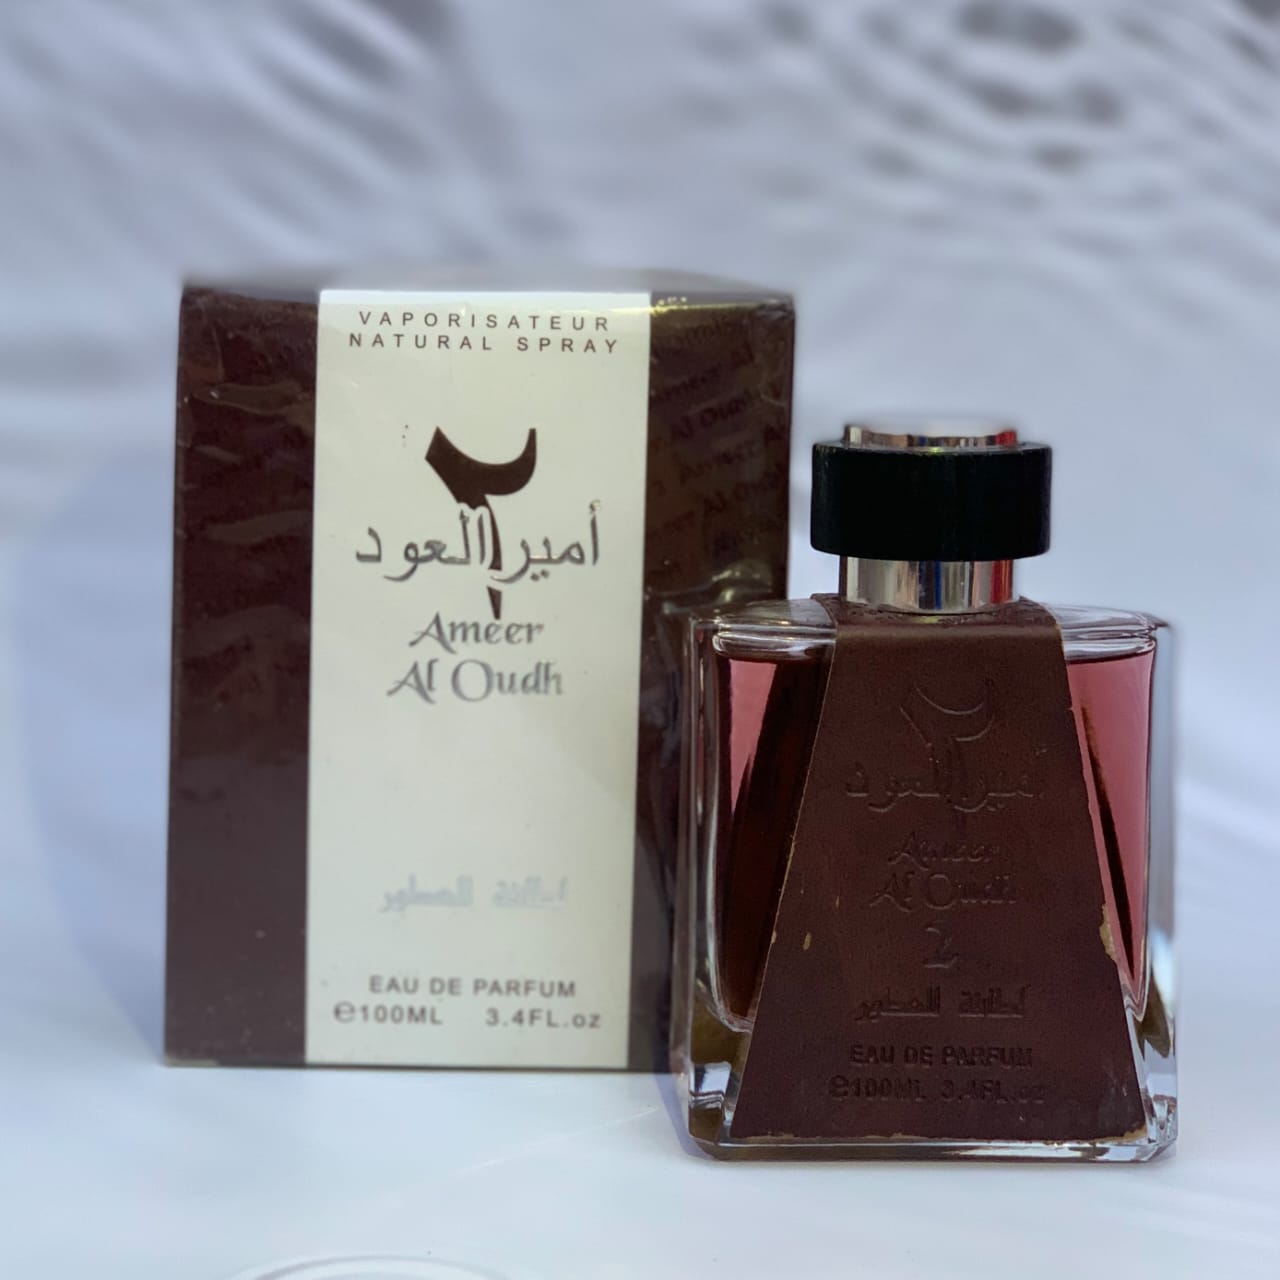 VAPORISATEUR
NATURAL SPRAY
٢
أمير العود
Ameer
Al Oudh
EAU DE PARFUM
e100ML 3.4FL.oz
أمير العود
Ameer
Al Oudh
2
EAU DE PARFUM
e100ML 3.4FL.oz